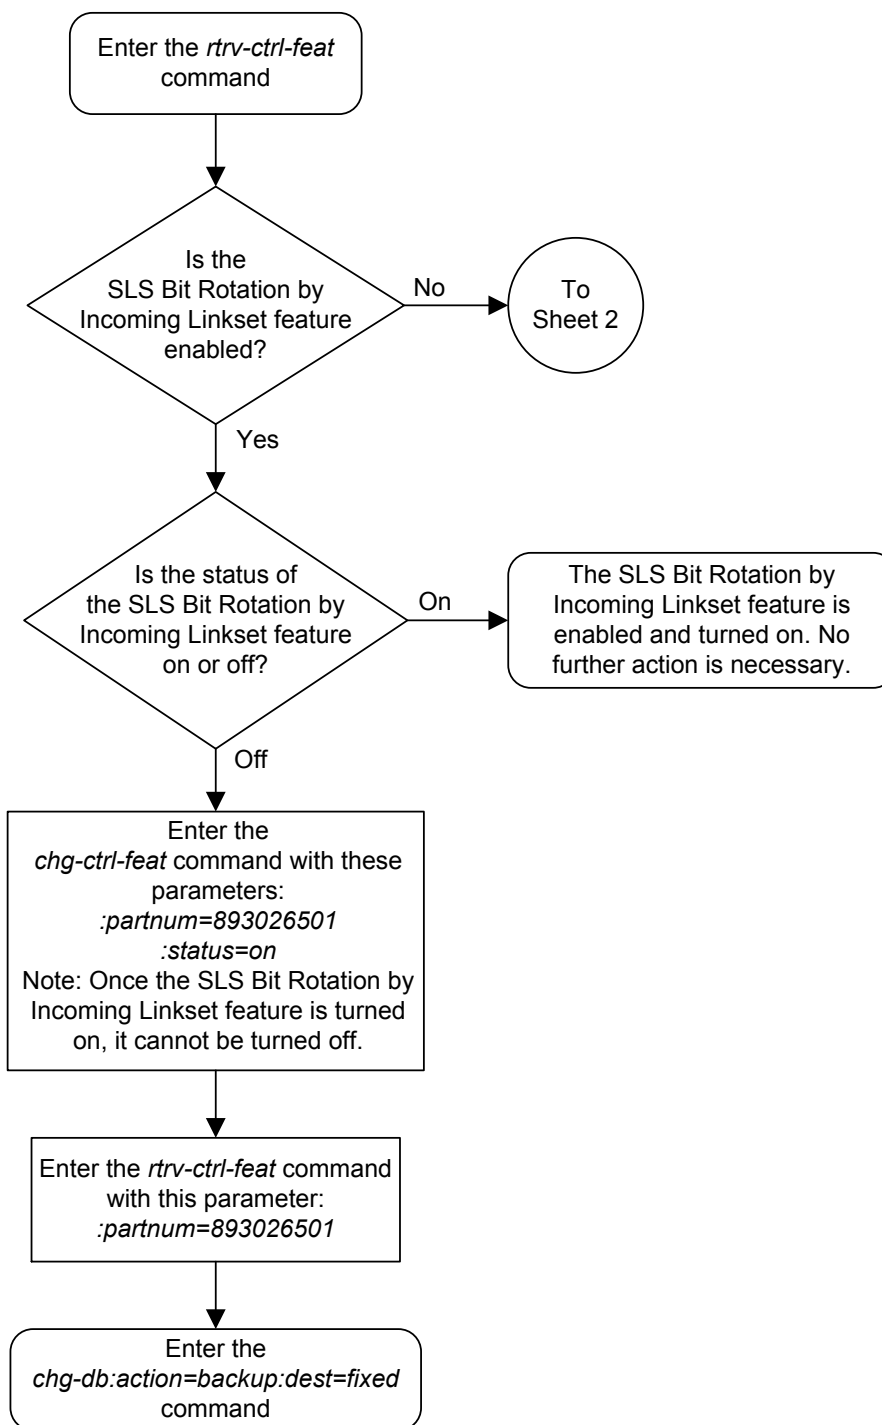 Enter the rtrv-ctrl-feat
command
Is the
SLS Bit Rotation by
Incoming Linkset feature
enabled?
No
To
Sheet 2
Yes
Is the status of
the SLS Bit Rotation by
Incoming Linkset feature
on or off?
On
The SLS Bit Rotation by
Incoming Linkset feature is
enabled and turned on. No
further action is necessary.
Off
Enter the
chg-ctrl-feat command with these
parameters:
:partnum=893026501
:status=on
Note: Once the SLS Bit Rotation by
Incoming Linkset feature is turned
on, it cannot be turned off.
Enter the rtrv-ctrl-feat command
with this parameter:
:partnum=893026501
Enter the
chg-db:action=backup:dest=fixed
command